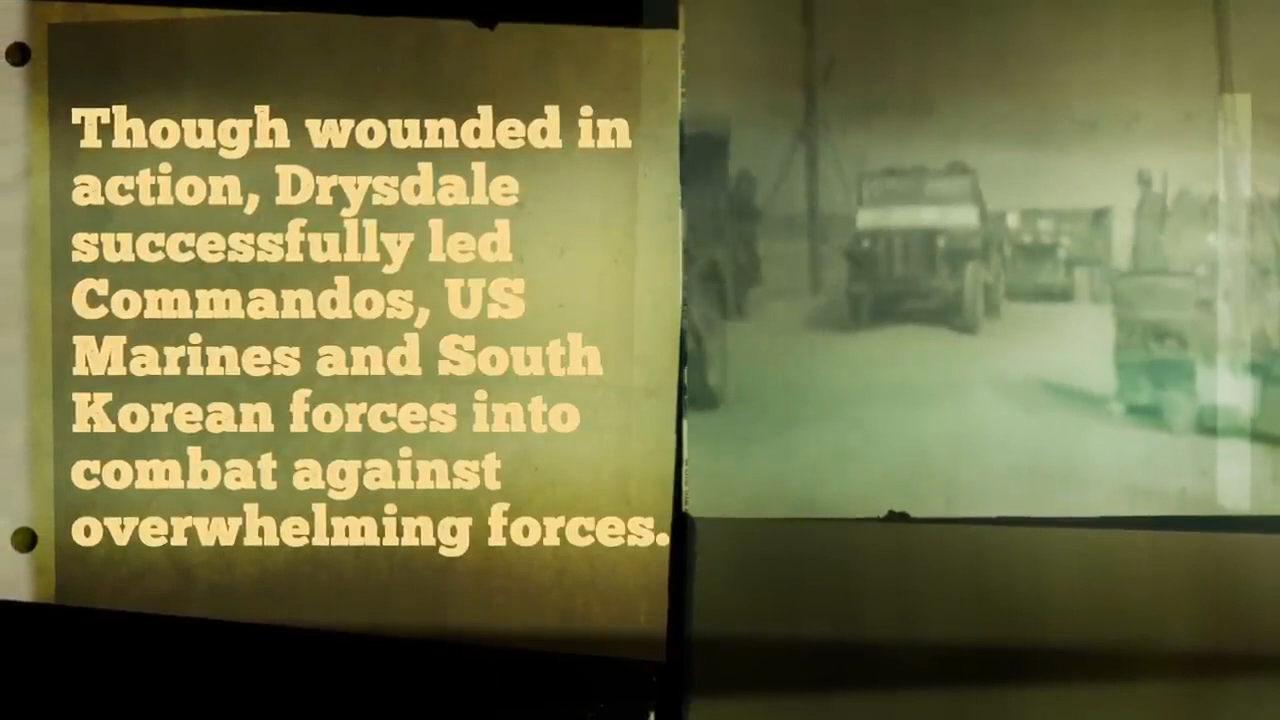 Though wounded in
action, Drysdale
successfully led
Commandos, US
Marines and South
Korean forces into
combat against
overwhelming forces.